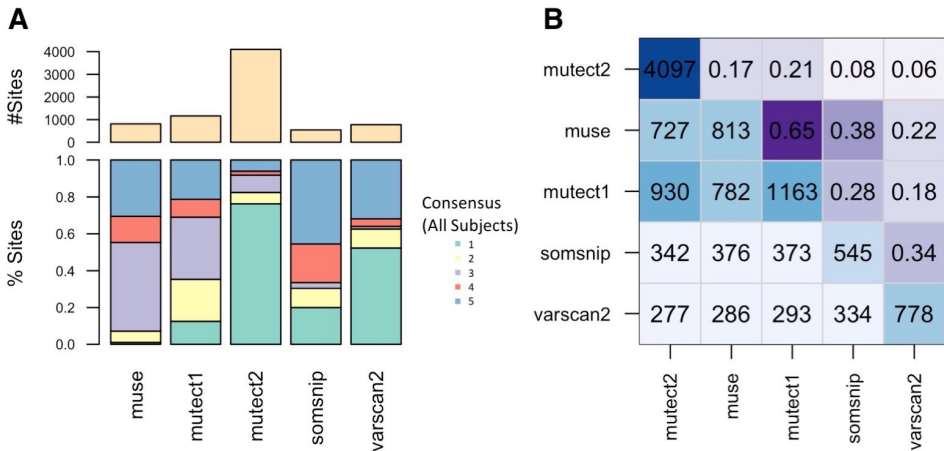 A
#Sites
4000
3000
2000
1000
0
% Sites
1.0
0.8
0.6
0.4
0.2
0.0
muse
mutect1
mutect2
somsnip
varscan2
Consensus
(All Subjects)
1
2
3
4
5
B
mutect2 4097 0.17 0.21 0.08 0.06
muse 727 813 0.65 0.38 0.22
mutect1 930 782 1163 0.28 0.18
somsnip 342 376 373 545 0.34
varscan2 277 286 293 334 778
mutect2
muse
mutect1
somsnip
varscan2